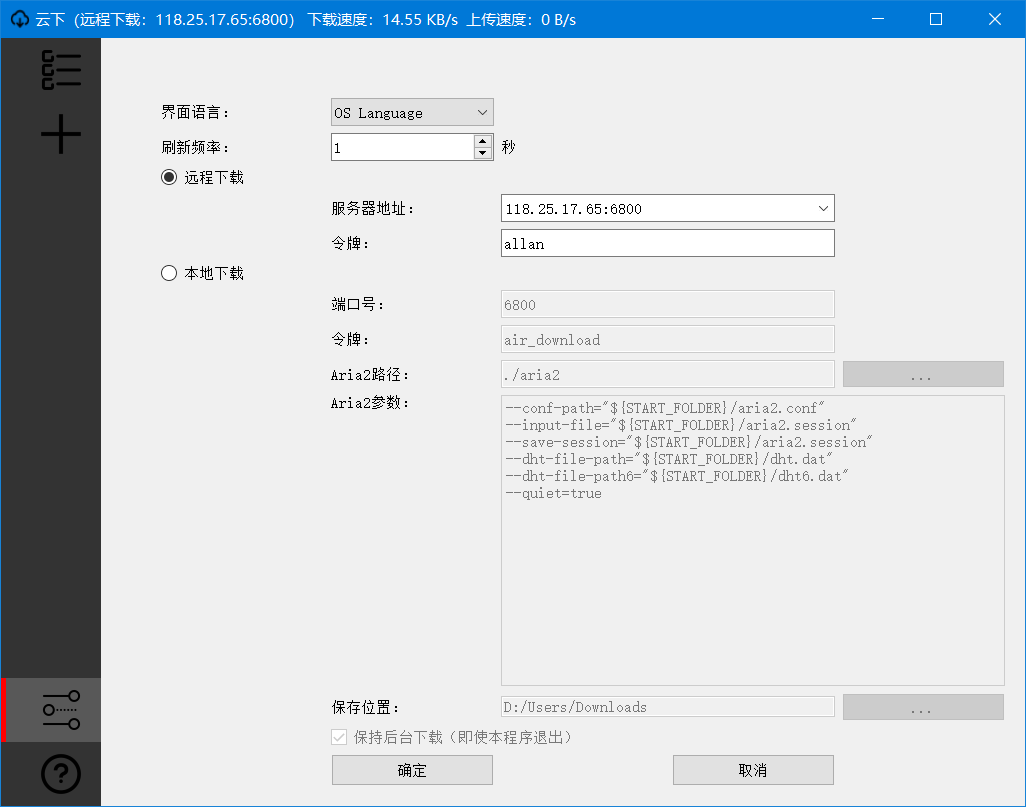 云下（远程下载：118.25.17.65:6800） 下载速度：14.55 KB/s 上传速度：0 B/s
界面语言： OS Language
刷新频率： 1 秒
远程下载
服务器地址： 118.25.17.65:6800
令牌： allan
本地下载
端口号： 6800
令牌： air_download
Aria2路径： ./aria2 ...
Aria2参数：
--conf-path="${START_FOLDER}/aria2.conf"
--input-file="${START_FOLDER}/aria2.session"
--save-session="${START_FOLDER}/aria2.session"
--dht-file-path="${START_FOLDER}/dht.dat"
--dht-file-path6="${START_FOLDER}/dht6.dat"
--quiet=true
保存位置： D:/Users/Downloads ...
保持后台下载（即使本程序退出）
确定 取消